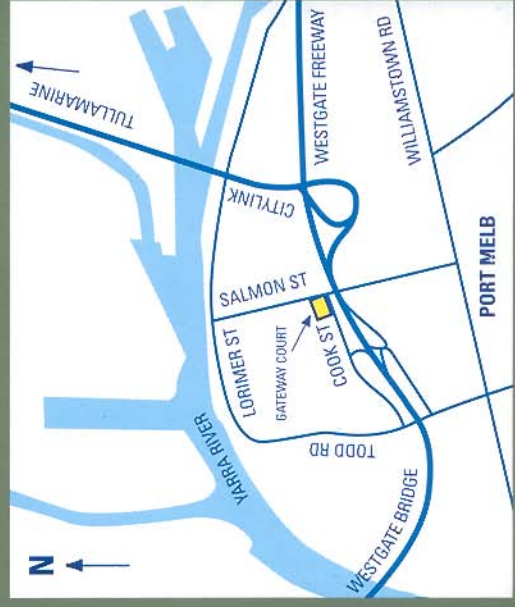 TULLAMARINE
WESTGATE FREEWAY
WILLIAMSTOWN RD
CITYLINK
SALMON ST
PORT MELB
LORIMER ST
GATEWAY COURT
COOK ST
TODD RD
YARRA RIVER
WESTGATE BRIDGE
N